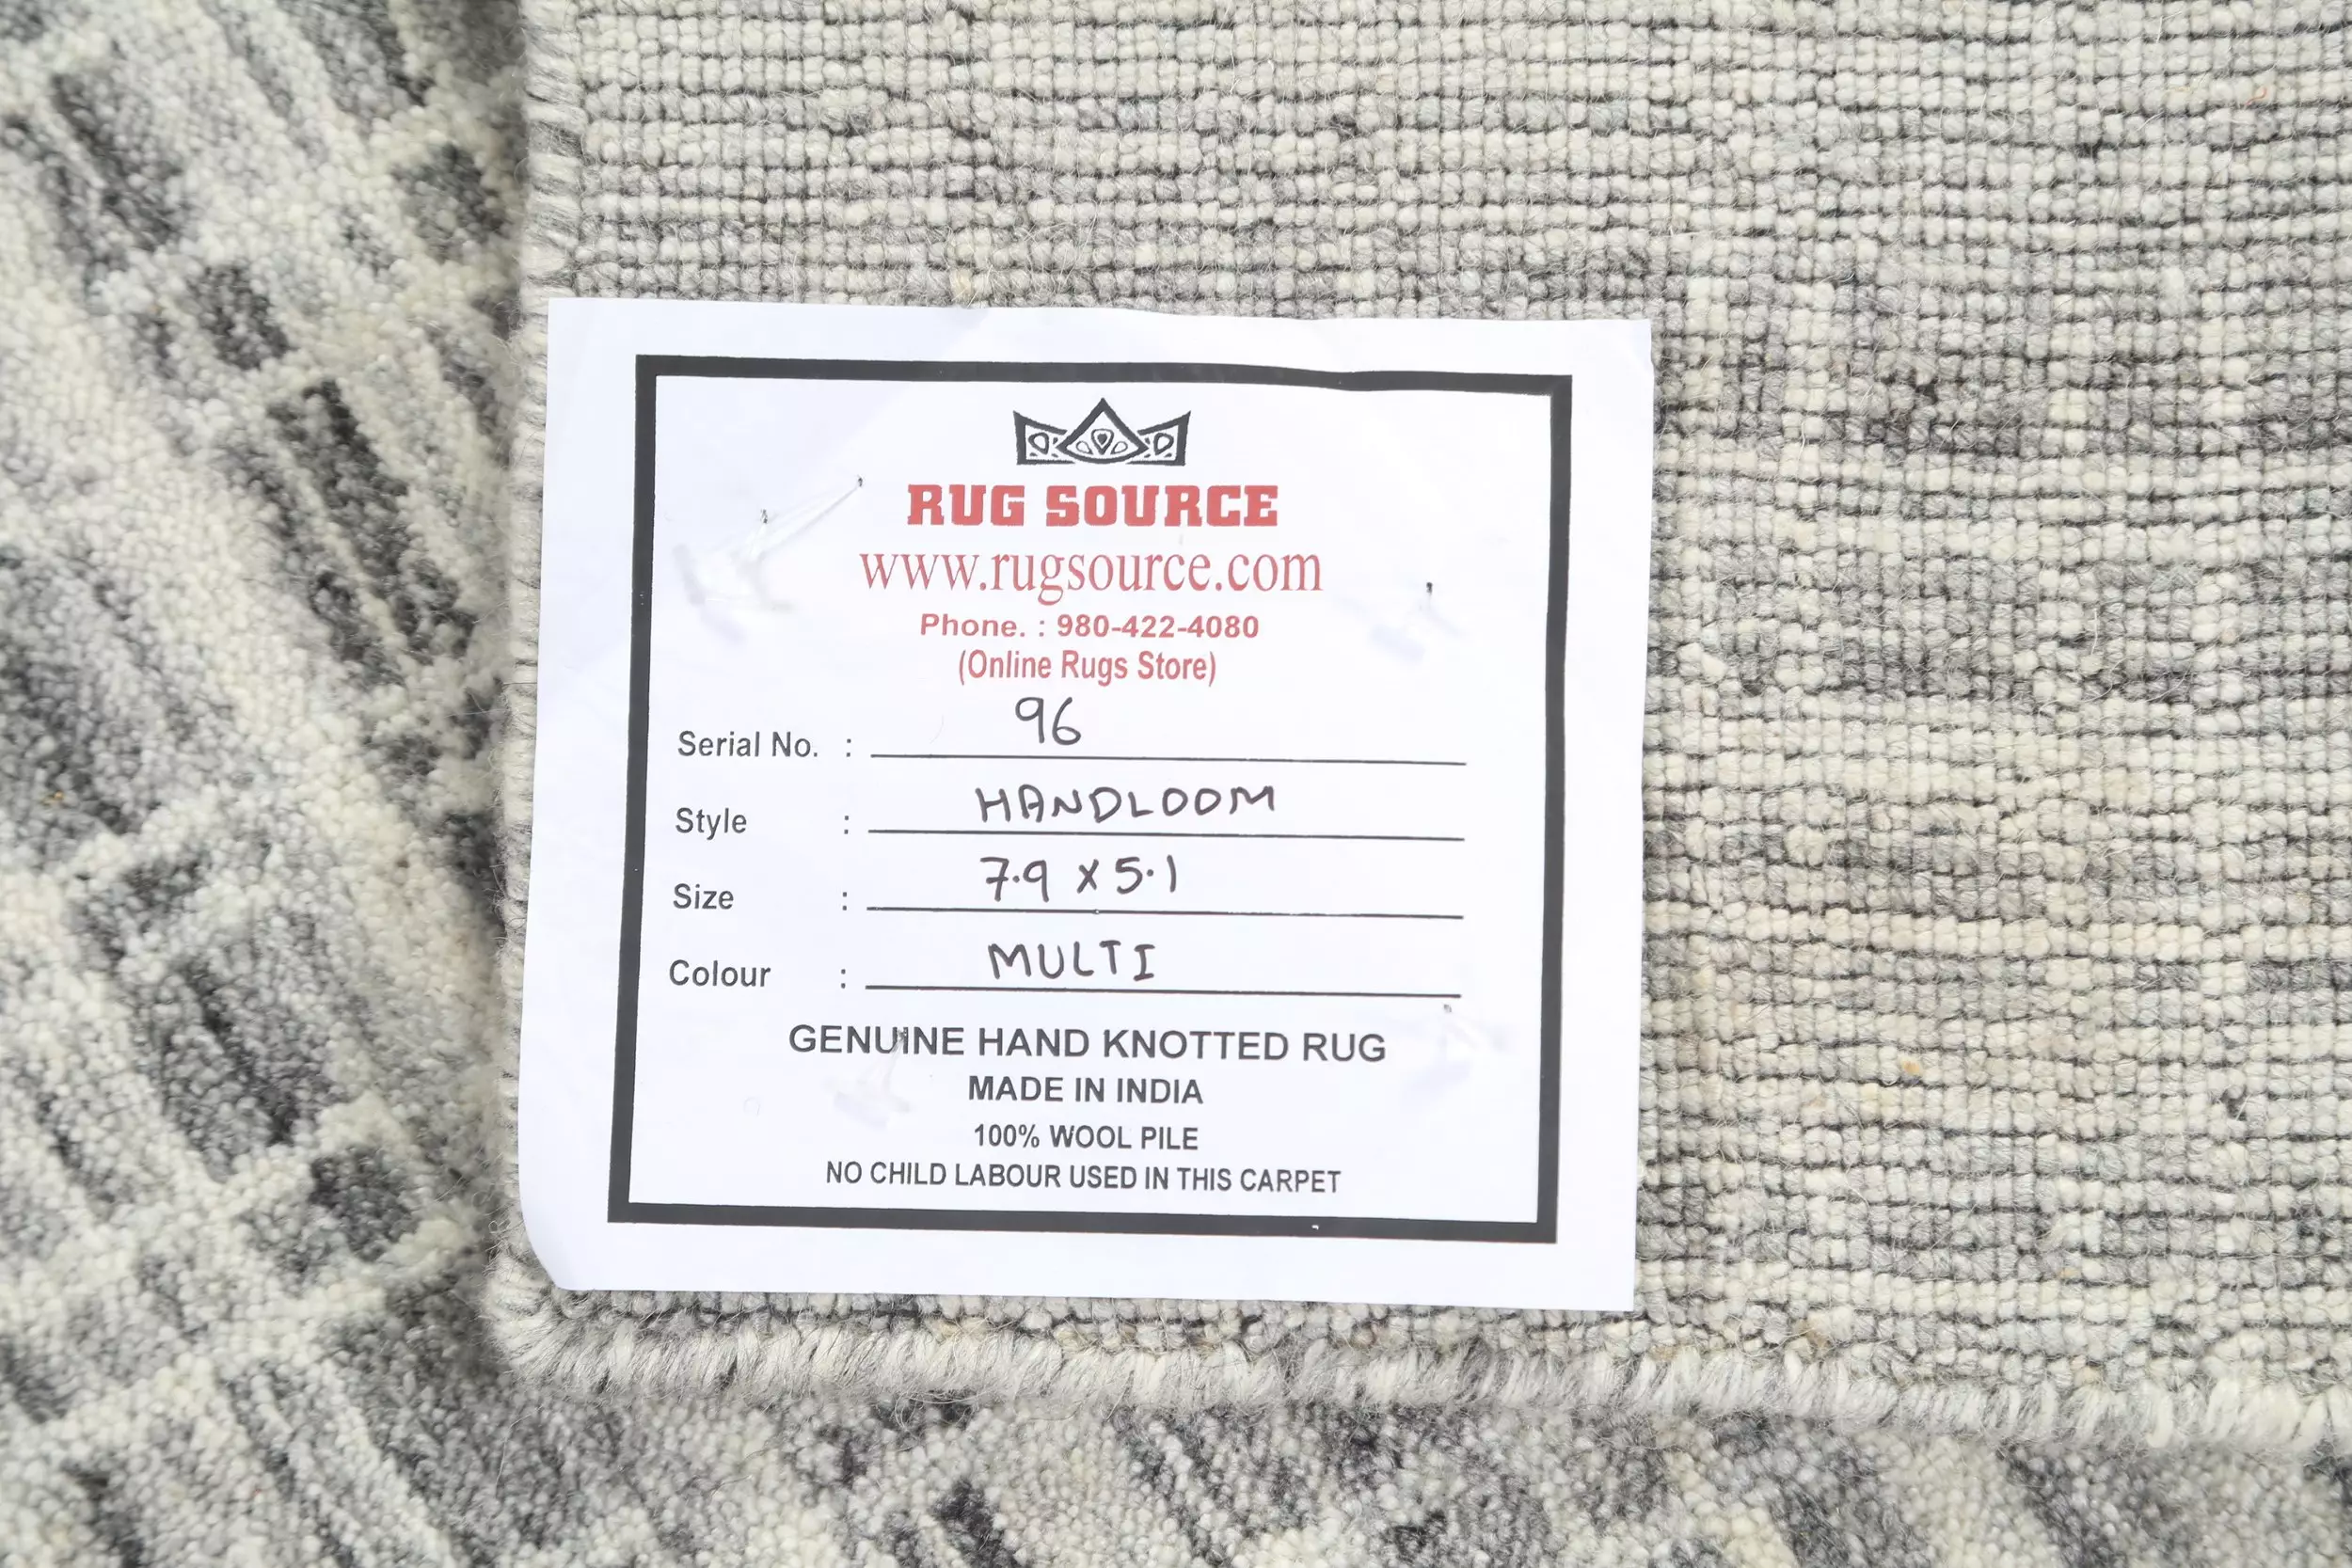 RUG SOURCE
www.rugsource.com
Phone. : 980-422-4080
(Online Rugs Store)
Serial No. : 96
Style : HANDLOOM
Size : 7.9 x 5.1
Colour : MULTI
GENUINE HAND KNOTTED RUG
MADE IN INDIA
100% WOOL PILE
NO CHILD LABOUR USED IN THIS CARPET